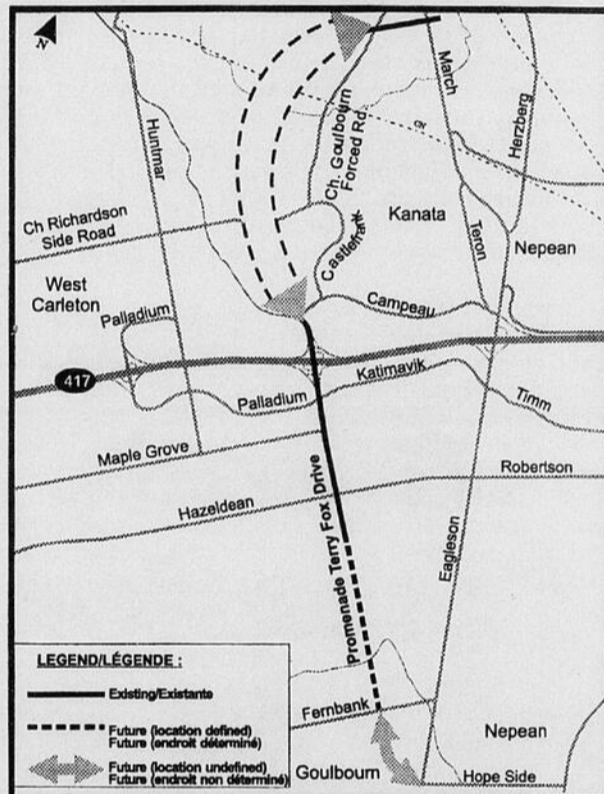 N
March
Herzberg
Huntmar
Ch. Goulbourn
Forced Rd.
Ch Richardson
Side Road
Castlefrank
Kanata
Teron
Nepean
West
Carleton
Palladium
Campeau
417
Katimavik
Palladium
Timm
Maple Grove
Robertson
Hazeldean
Promenade Terry Fox Drive
Eagleson
LEGEND/LÉGENDE :
Existing/Existante
Future (location defined)
Future (endroit déterminé)
Future (location undefined)
Future (endroit non déterminé)
Fernbank
Nepean
Goulbourn
Hope Side